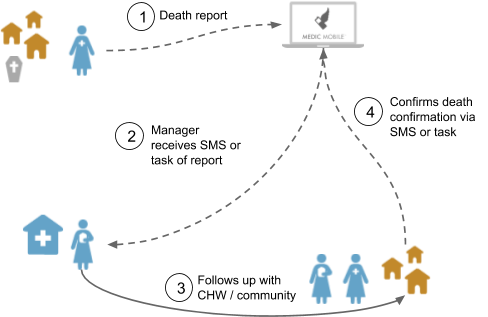 1 Death report
MEDIC MOBILE
2 Manager
receives SMS or
task of report
4 Confirms death
confirmation via
SMS or task
3 Follows up with
CHW / community